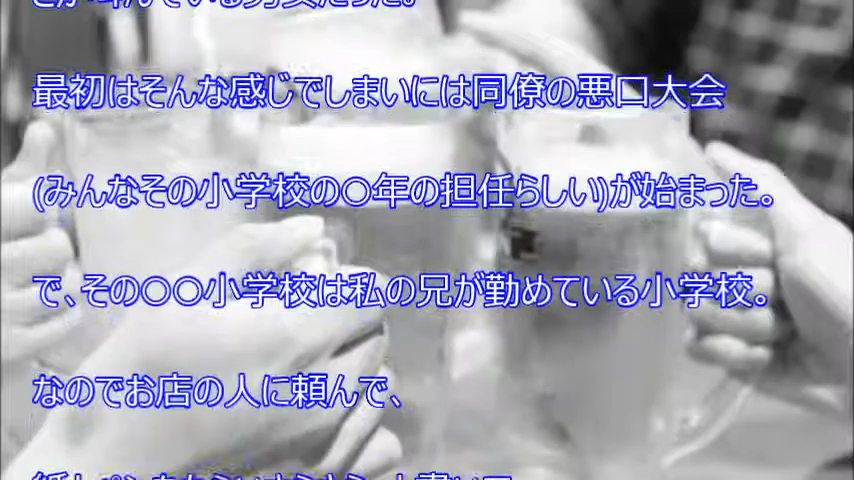 最初はそんな感じでしまいには同僚の悪口大会
(みんなその小学校の○年の担任らしい)が始まった。
で、その○○小学校は私の兄が勤めている小学校。
なのでお店の人に頼んで、